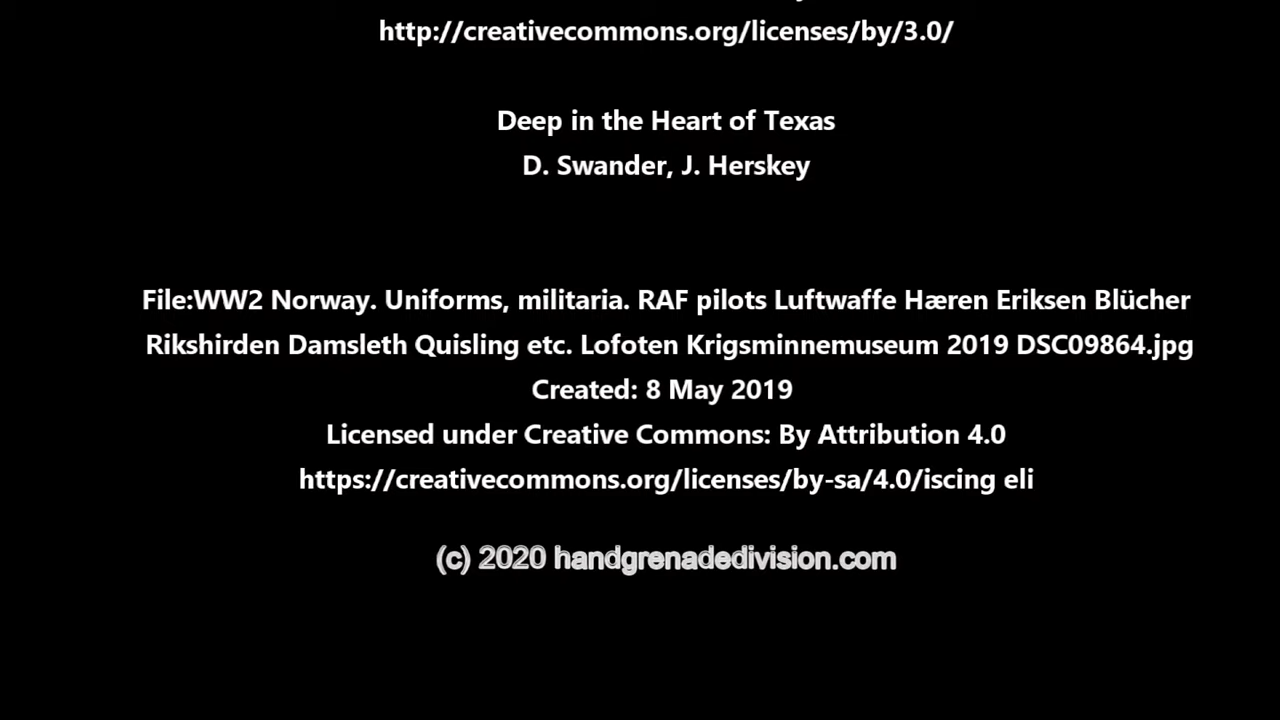 http://creativecommons.org/licenses/by/3.0/
Deep in the Heart of Texas
D. Swander, J. Herskey
File:WW2 Norway. Uniforms, militaria. RAF pilots Luftwaffe Hæren Eriksen Blücher
Rikshirden Damsleth Quisling etc. Lofoten Krigsminnemuseum 2019 DSC09864.jpg
Created: 8 May 2019
Licensed under Creative Commons: By Attribution 4.0
https://creativecommons.org/licenses/by-sa/4.0/iscing eli
(c) 2020 handgrenadedivision.com